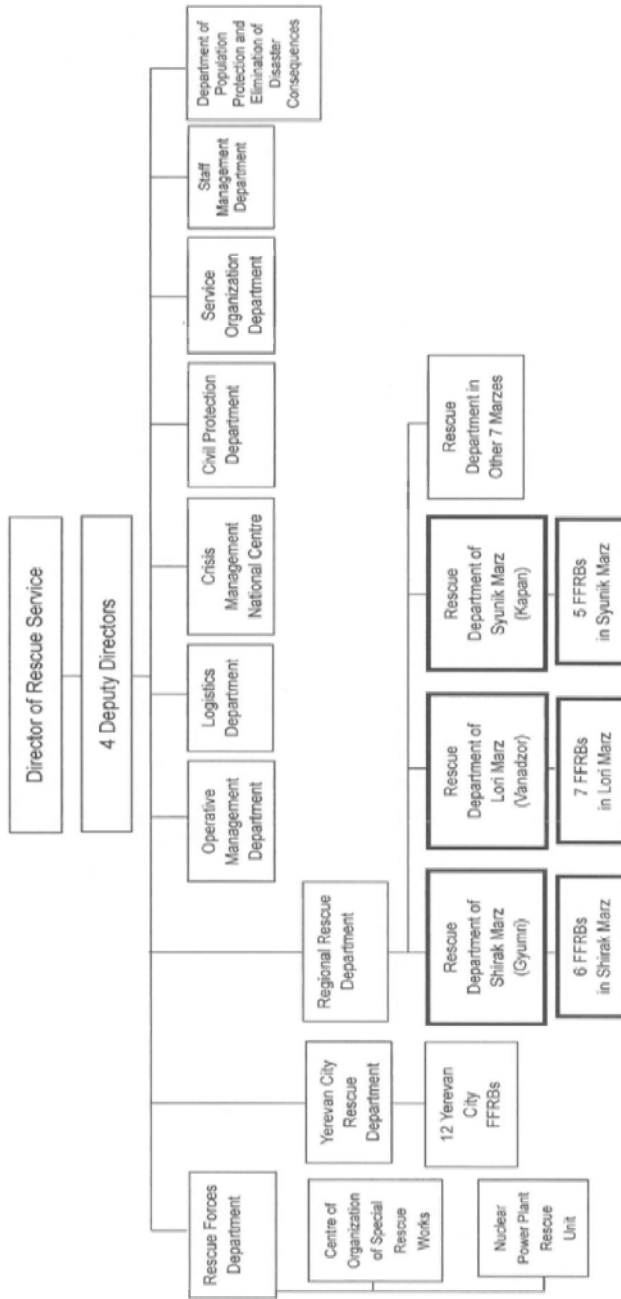 Director of Rescue Service
4 Deputy Directors
Rescue Forces
Department
Operative
Management
Department
Logistics
Department
Crisis
Management
National Centre
Civil Protection
Department
Service
Organization
Department
Staff
Management
Department
Department of
Population
Protection and
Elimination of
Disaster
Consequences
Centre of
Organization
of Special
Rescue
Works
Nuclear
Power Plant
Rescue
Unit
Yerevan City
Rescue
Department
12 Yerevan
City
FFRBs
Regional Rescue
Department
Rescue
Department of
Shirak Marz
(Gyumri)
Rescue
Department of
Lori Marz
(Vanadzor)
Rescue
Department of
Syunik Marz
(Kapan)
Rescue
Department in
Other 7 Marzes
6 FFRBs
in Shirak Marz
7 FFRBs
in Lori Marz
5 FFRBs
in Syunik Marz